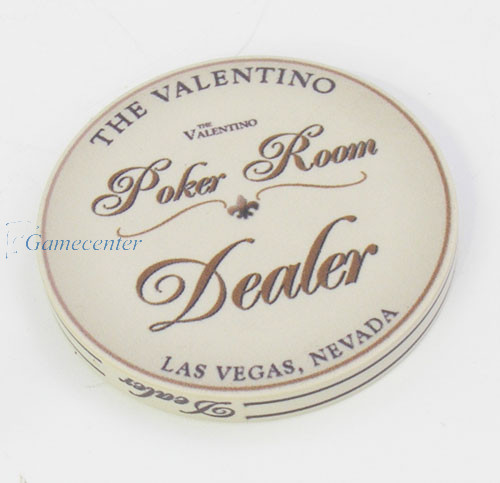 THE VALENTINO
THE
VALENTINO
Poker Room
Gamecenter
Dealer
LAS VEGAS, NEVADA
Dealer